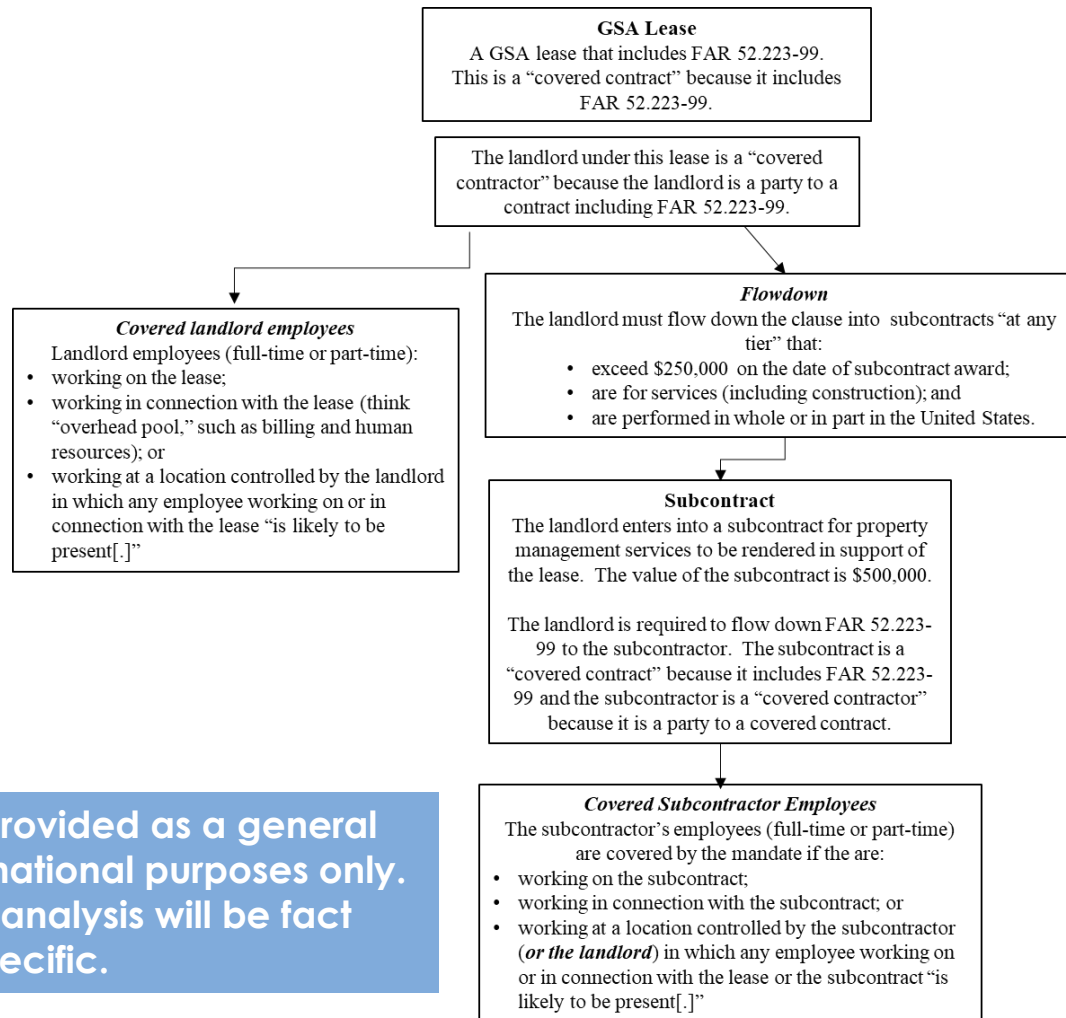 GSA Lease
A GSA lease that includes FAR 52.223-99.
This is a “covered contract” because it includes
FAR 52.223-99.
The landlord under this lease is a “covered
contractor” because the landlord is a party to a
contract including FAR 52.223-99.
Covered landlord employees
Landlord employees (full-time or part-time):
• working on the lease;
• working in connection with the lease (think
“overhead pool,” such as billing and human
resources); or
• working at a location controlled by the landlord
in which any employee working on or in
connection with the lease “is likely to be
present[.]”
Flowdown
The landlord must flow down the clause into subcontracts “at any
tier” that:
• exceed $250,000 on the date of subcontract award;
• are for services (including construction); and
• are performed in whole or in part in the United States.
Subcontract
The landlord enters into a subcontract for property
management services to be rendered in support of
the lease. The value of the subcontract is $500,000.
The landlord is required to flow down FAR 52.223-
99 to the subcontractor. The subcontract is a
“covered contract” because it includes FAR 52.223-
99 and the subcontractor is a “covered contractor”
because it is a party to a covered contract.
Covered Subcontractor Employees
The subcontractor’s employees (full-time or part-time)
are covered by the mandate if the are:
• working on the subcontract;
• working in connection with the subcontract; or
• working at a location controlled by the subcontractor
(or the landlord) in which any employee working on
or in connection with the lease or the subcontract “is
likely to be present[.]”
rovided as a general
national purposes only.
analysis will be fact
ecific.